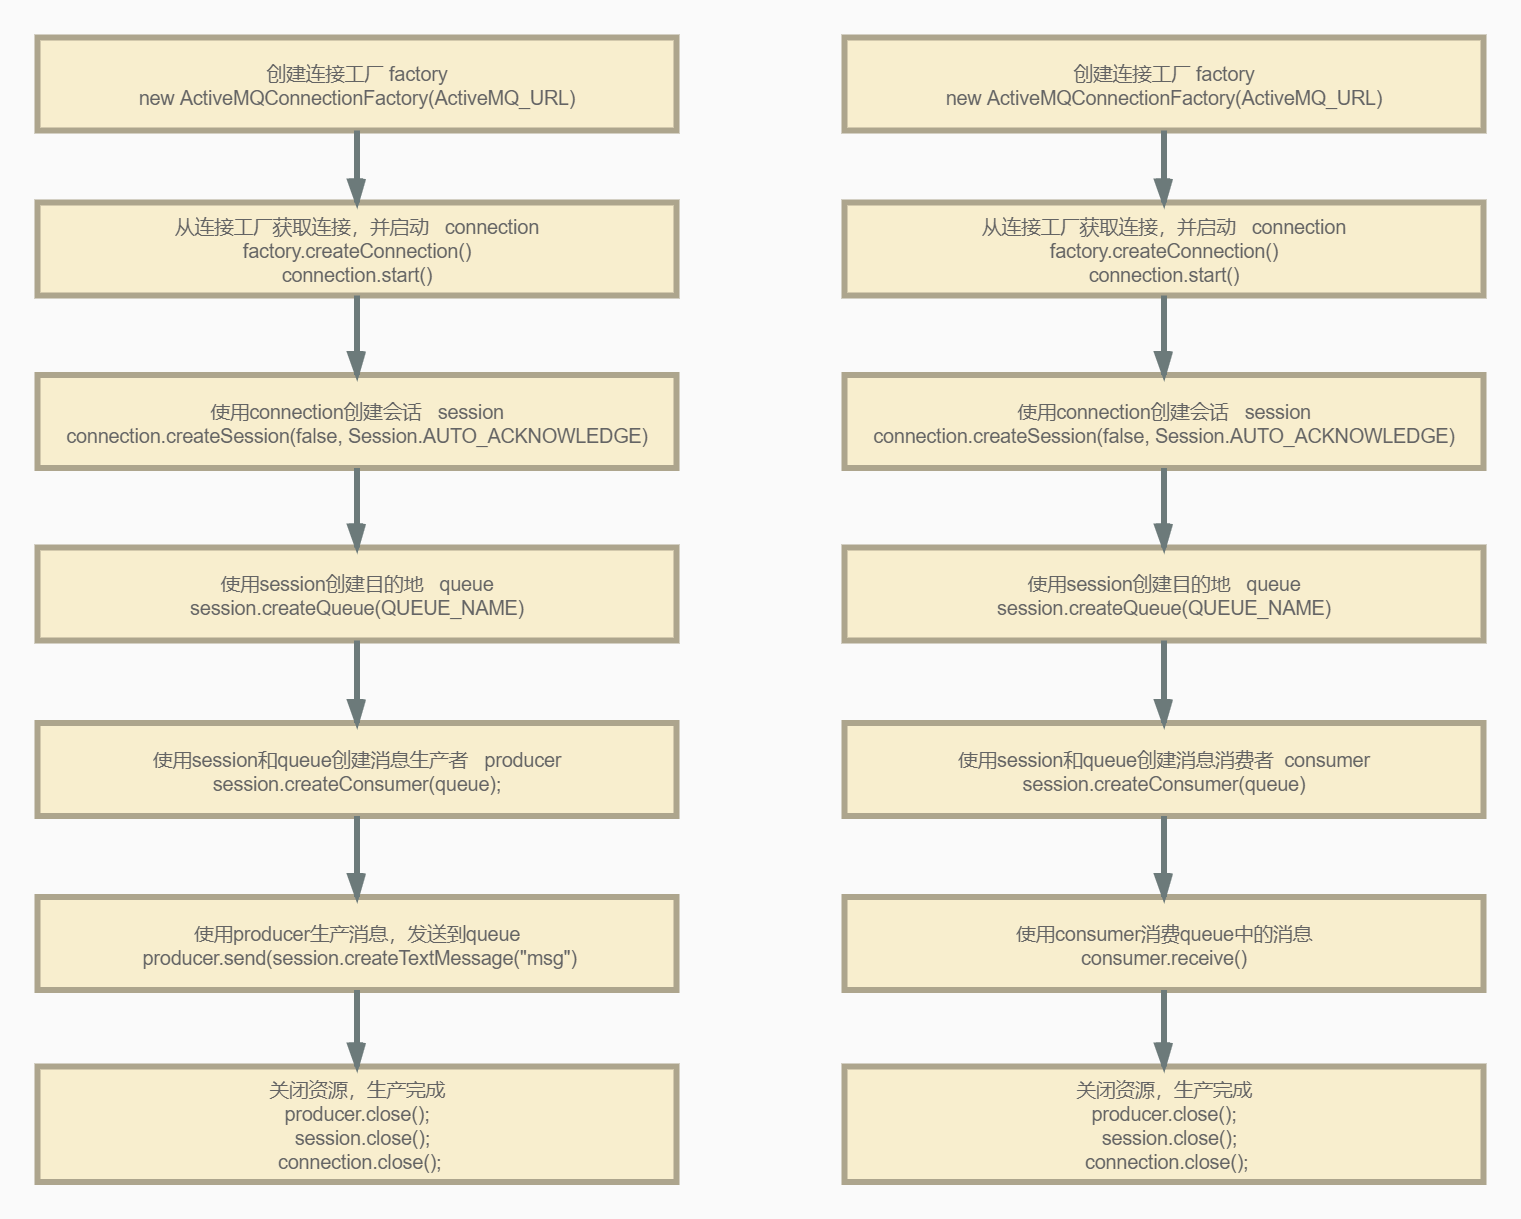 创建连接工厂 factory
new ActiveMQConnectionFactory(ActiveMQ_URL)
从连接工厂获取连接，并启动 connection
factory.createConnection()
connection.start()
使用connection创建会话 session
connection.createSession(false, Session.AUTO_ACKNOWLEDGE)
使用session创建目的地 queue
session.createQueue(QUEUE_NAME)
使用session和queue创建消息生产者 producer
session.createConsumer(queue);
使用producer生产消息，发送到queue
producer.send(session.createTextMessage("msg")
关闭资源，生产完成
producer.close();
session.close();
connection.close();
创建连接工厂 factory
new ActiveMQConnectionFactory(ActiveMQ_URL)
从连接工厂获取连接，并启动 connection
factory.createConnection()
connection.start()
使用connection创建会话 session
connection.createSession(false, Session.AUTO_ACKNOWLEDGE)
使用session创建目的地 queue
session.createQueue(QUEUE_NAME)
使用session和queue创建消息消费者 consumer
session.createConsumer(queue)
使用consumer消费queue中的消息
consumer.receive()
关闭资源，生产完成
producer.close();
session.close();
connection.close();